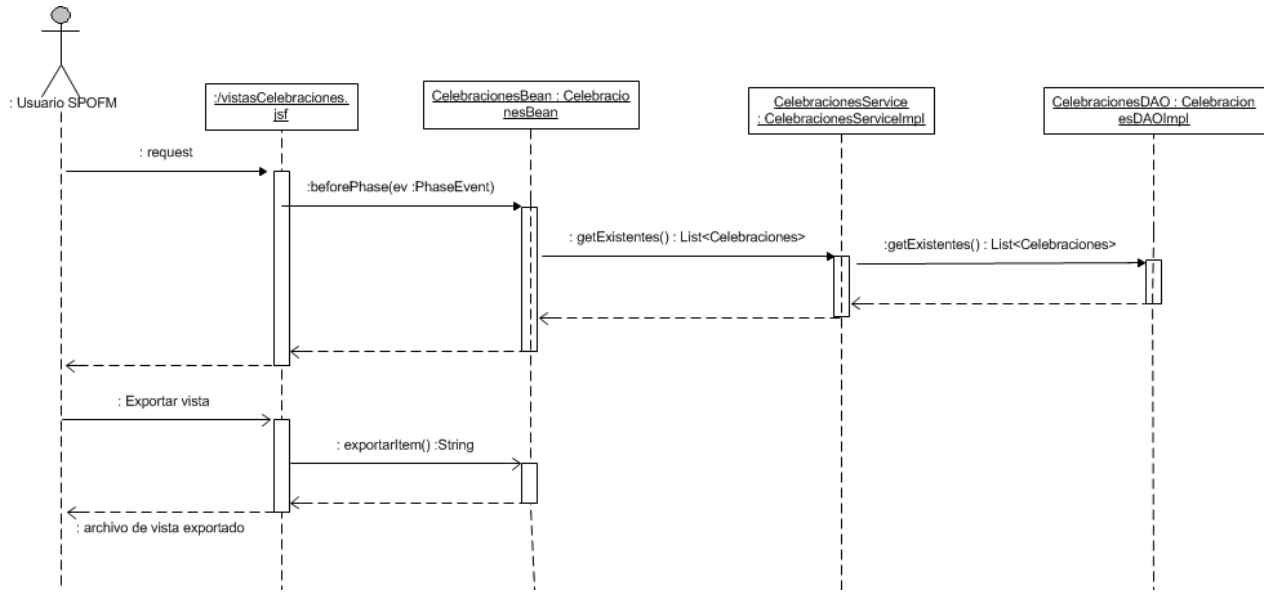 : Usuario SPOFM
:/vistasCelebraciones.
jsf
CelebracionesBean : Celebracio
nesBean
CelebracionesService
: CelebracionesServiceImpl
CelebracionesDAO : Celebracion
esDAOImpl
: request
:beforePhase(ev :PhaseEvent)
: getExistentes() : List<Celebraciones>
:getExistentes() : List<Celebraciones>
: Exportar vista
: exportarItem() :String
: archivo de vista exportado